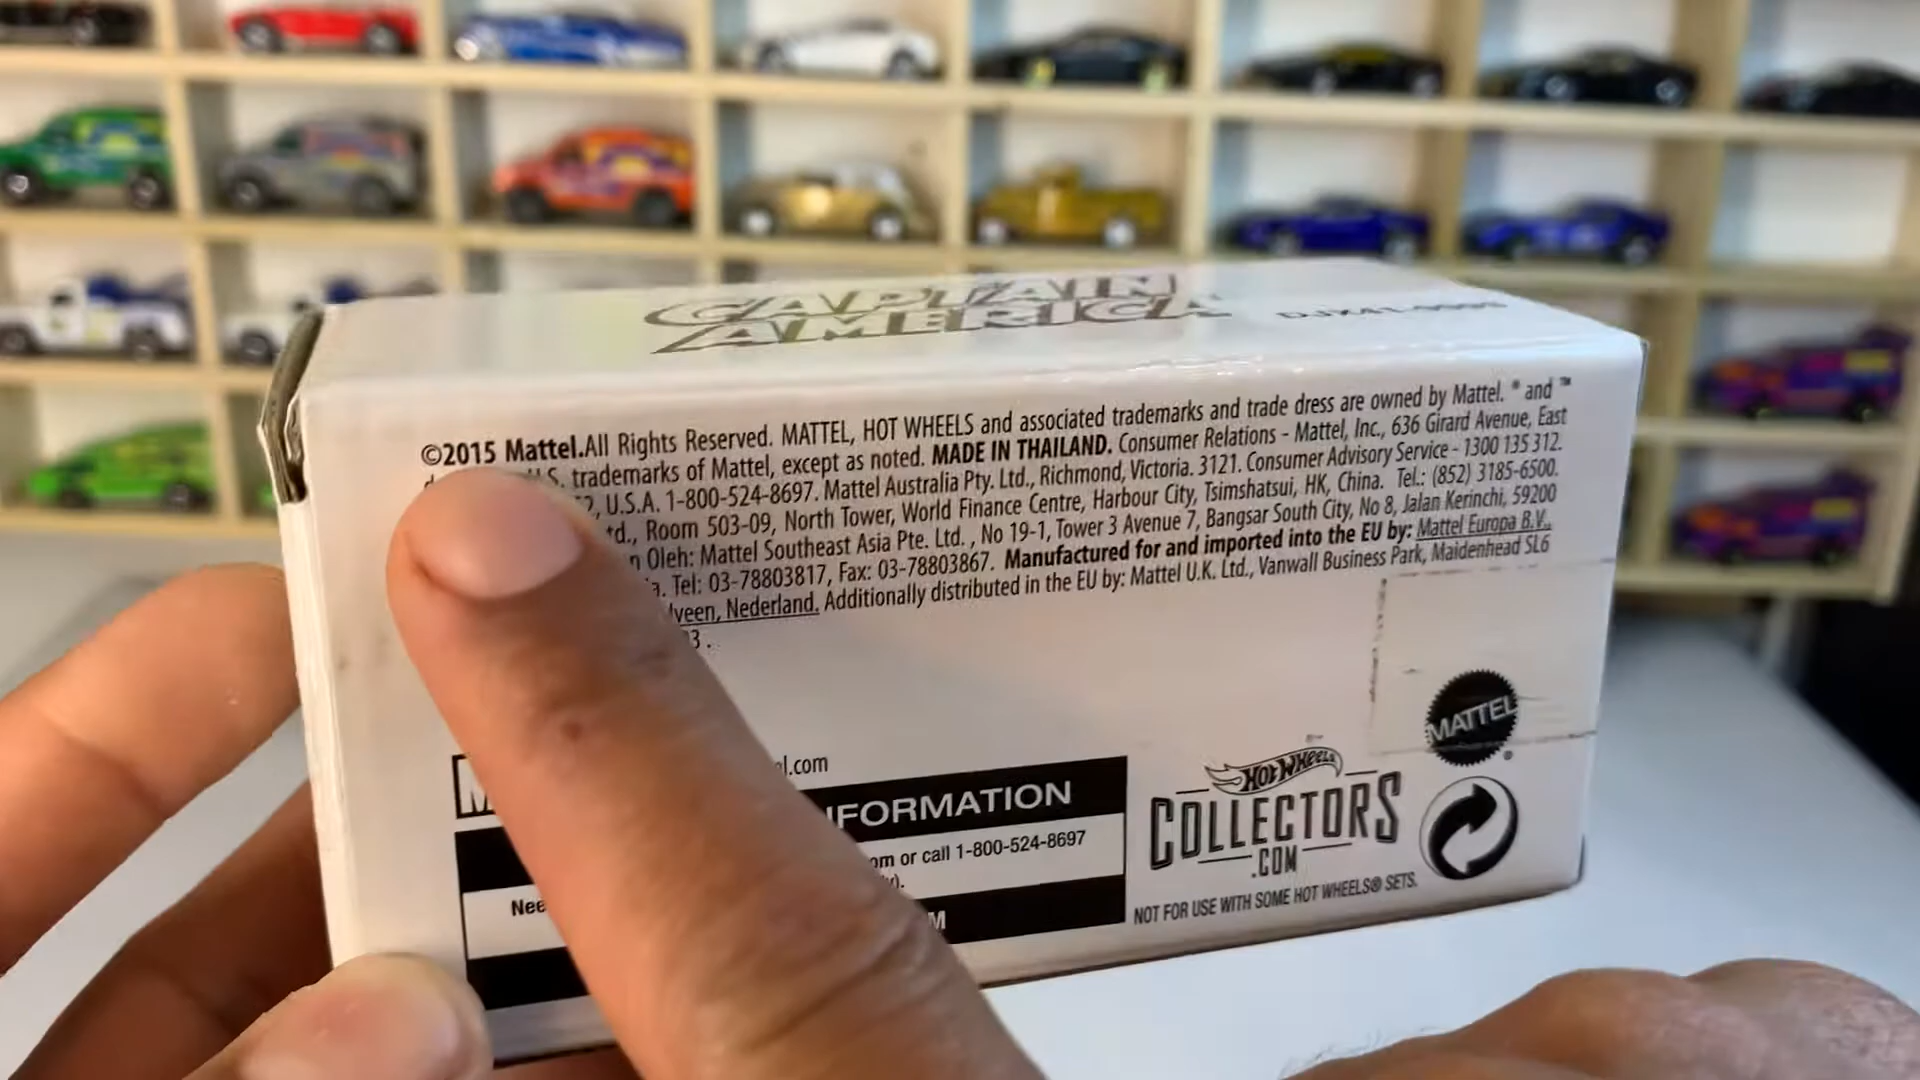 CAPTAIN
AMERICA
©2015 Mattel.All Rights Reserved. MATTEL, HOT WHEELS and associated trademarks and trade dress are owned by Mattel. ® and ™
U.S. trademarks of Mattel, except as noted. MADE IN THAILAND. Consumer Relations - Mattel, Inc., 636 Girard Avenue, East
U.S.A. 1-800-524-8697. Mattel Australia Pty. Ltd., Richmond, Victoria. 3121. Consumer Advisory Service - 1300 135 312.
td., Room 503-09, North Tower, World Finance Centre, Harbour City, Tsimshatsui, HK, China. Tel.: (852) 3185-6500.
n Oleh: Mattel Southeast Asia Pte. Ltd. , No 19-1, Tower 3 Avenue 7, Bangsar South City, No 8, Jalan Kerinchi, 59200
a. Tel: 03-78803817, Fax: 03-78803867. Manufactured for and imported into the EU by: Mattel Europa B.V.,
lveen, Nederland. Additionally distributed in the EU by: Mattel U.K. Ltd., Vanwall Business Park, Maidenhead SL6
3 .
l.com
MATTEL
HOT WHEELS
COLLECTORS
.COM
NOT FOR USE WITH SOME HOT WHEELS® SETS.
M
NFORMATION
Nee
om or call 1-800-524-8697
y).
M